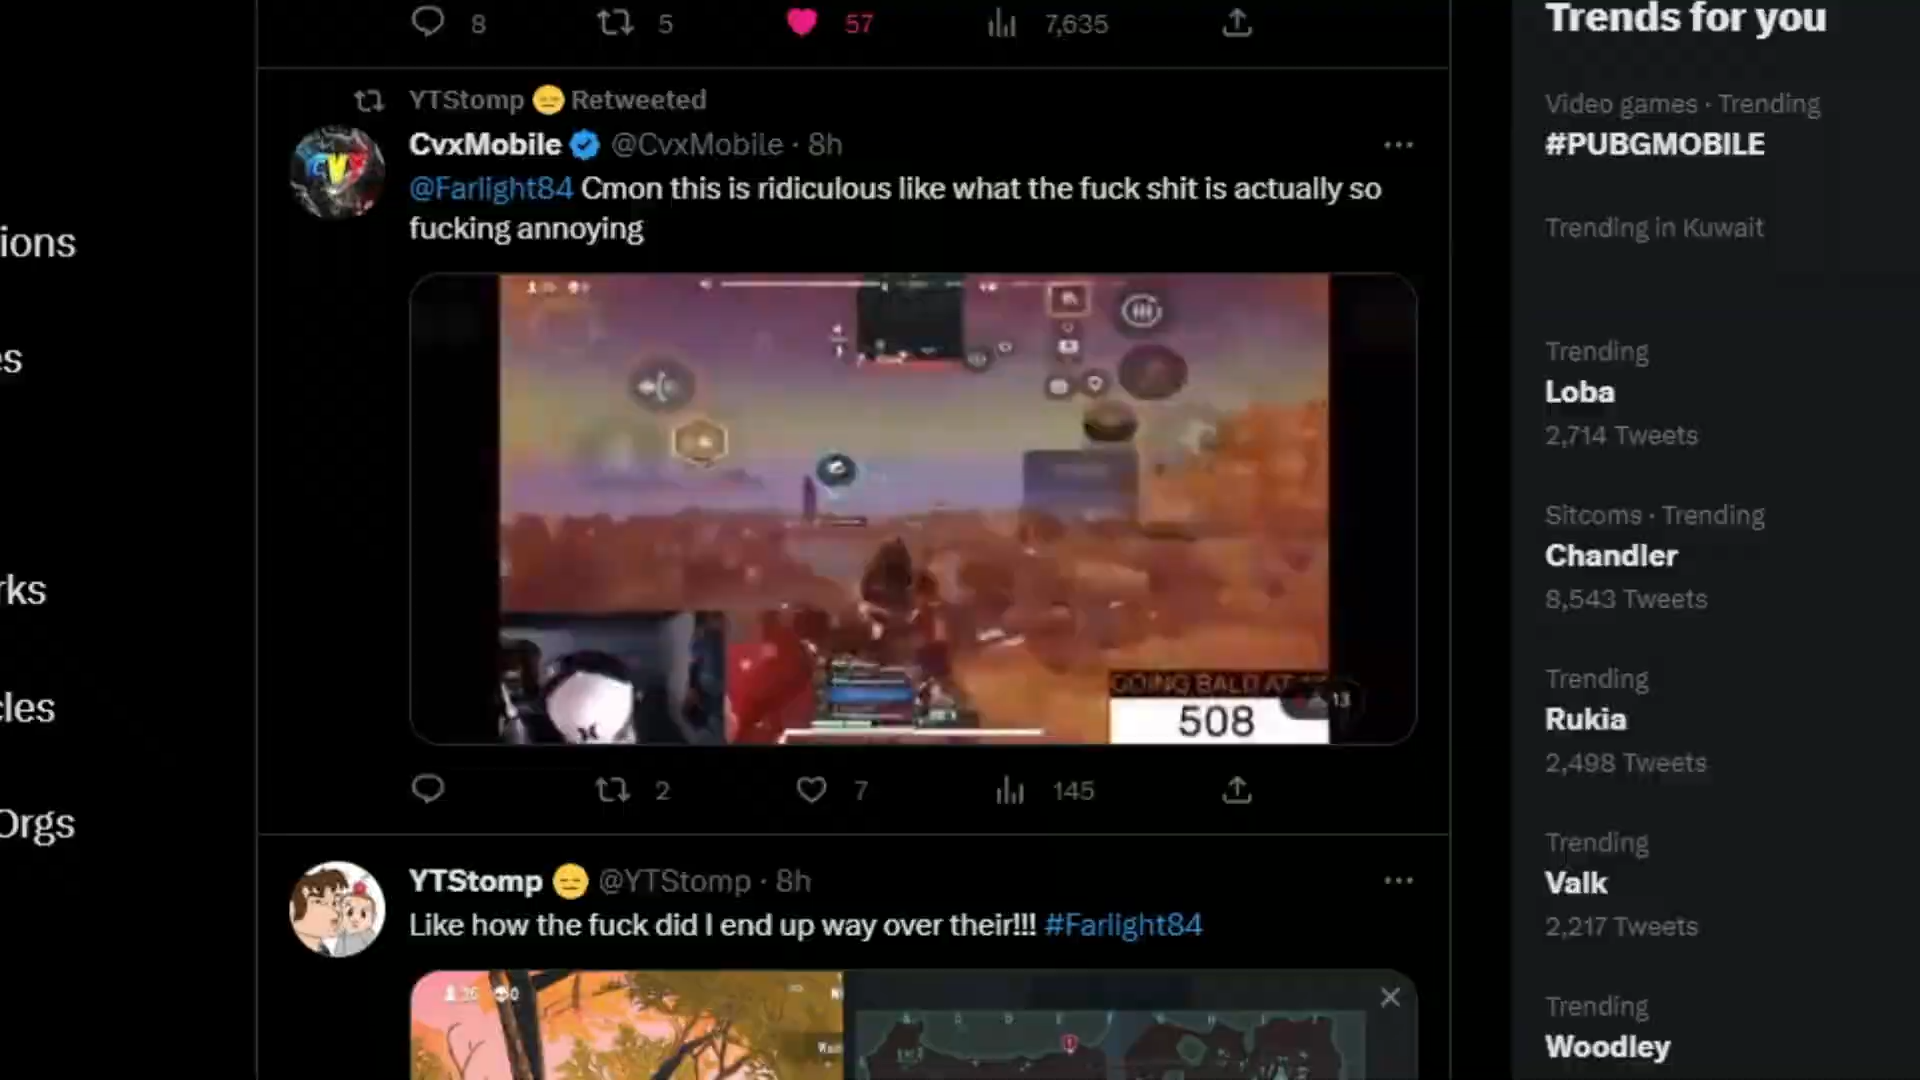 8 5 57 7,635
Trends for you
YTStomp 😑 Retweeted
CvxMobile @CvxMobile · 8h
@Farlight84 Cmon this is ridiculous like what the fuck shit is actually so
fucking annoying
GOING BALD AT
508
13
2 7 145
YTStomp 😑 @YTStomp · 8h
Like how the fuck did I end up way over their!!! #Farlight84
ions
es
rks
cles
Orgs
Video games · Trending
#PUBGMOBILE
Trending in Kuwait
Trending
Loba
2,714 Tweets
Sitcoms · Trending
Chandler
8,543 Tweets
Trending
Rukia
2,498 Tweets
Trending
Valk
2,217 Tweets
Trending
Woodley